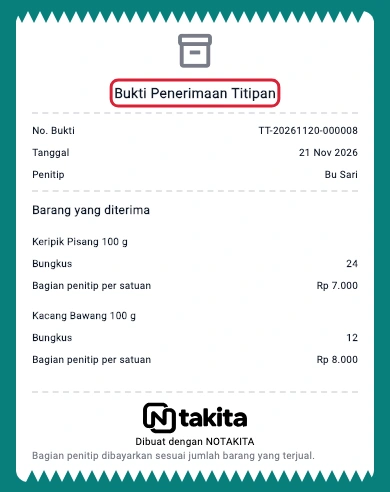 Bukti Penerimaan Titipan
No. Bukti TT-20261120-000008
Tanggal 21 Nov 2026
Penitip Bu Sari
Barang yang diterima
Keripik Pisang 100 g
Bungkus 24
Bagian penitip per satuan Rp 7.000
Kacang Bawang 100 g
Bungkus 12
Bagian penitip per satuan Rp 8.000
N takita
Dibuat dengan NOTAKITA
Bagian penitip dibayarkan sesuai jumlah barang yang terjual.